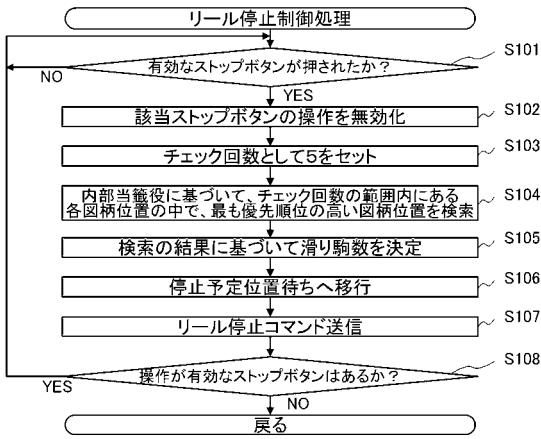 リール停止制御処理
有効なストップボタンが押されたか？
S101
NO
YES
該当ストップボタンの操作を無効化
S102
チェック回数として5をセット
S103
内部当籤役に基づいて、チェック回数の範囲内にある
各図柄位置の中で、最も優先順位の高い図柄位置を検索
S104
検索の結果に基づいて滑り駒数を決定
S105
停止予定位置待ちへ移行
S106
リール停止コマンド送信
S107
操作が有効なストップボタンはあるか？
S108
YES
NO
戻る